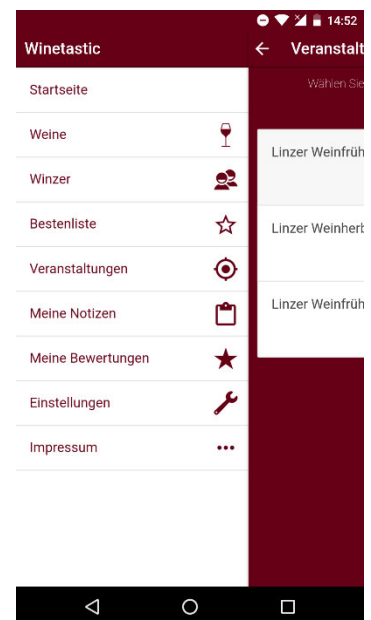 14:52
Winetastic
Veranstalt
Startseite
Wählen Sie
Weine
Linzer Weinfrüh
Winzer
Bestenliste
Linzer Weinherb
Veranstaltungen
Meine Notizen
Linzer Weinfrüh
Meine Bewertungen
Einstellungen
Impressum